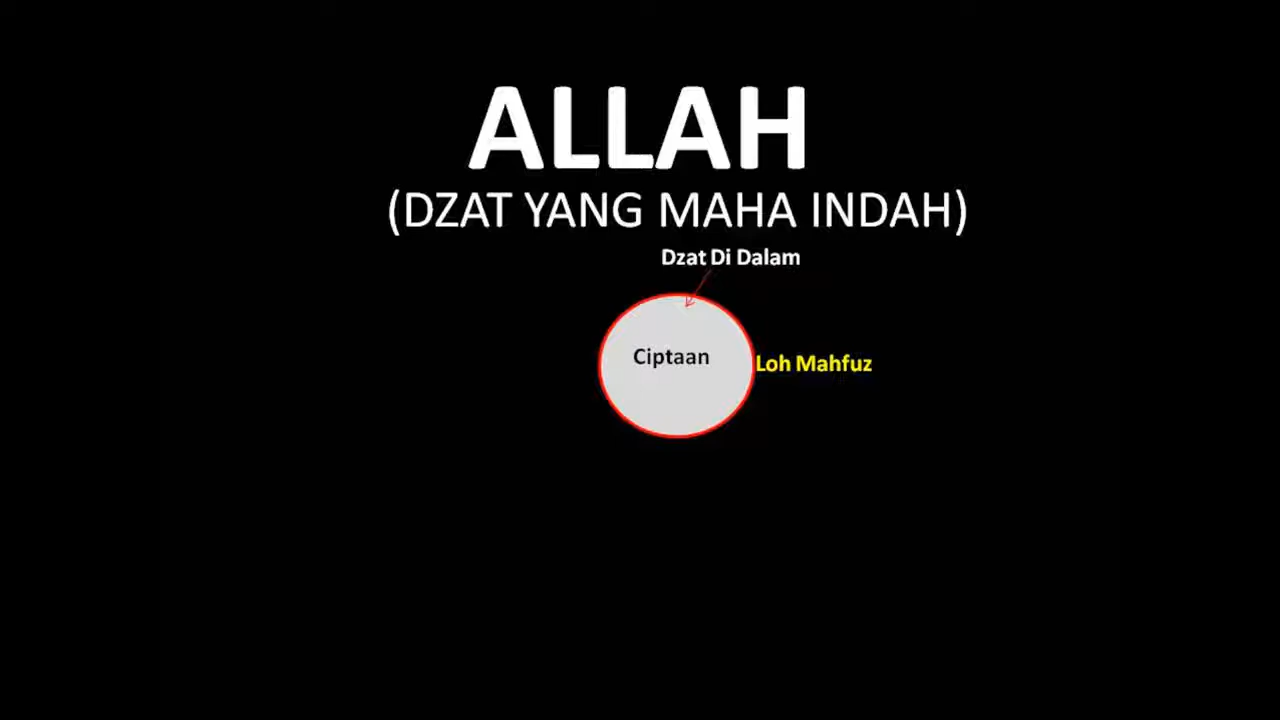 ALLAH
(DZAT YANG MAHA INDAH)
Dzat Di Dalam
Ciptaan
Loh Mahfuz